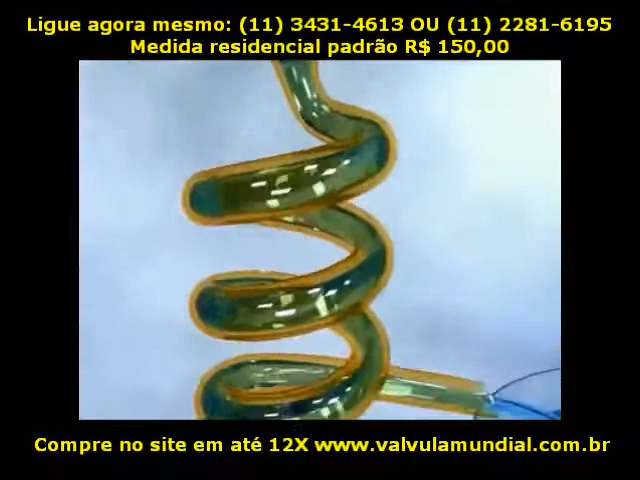 Ligue agora mesmo: (11) 3431-4613 OU (11) 2281-6195
Medida residencial padrão R$ 150,00
Compre no site em até 12X www.valvulamundial.com.br